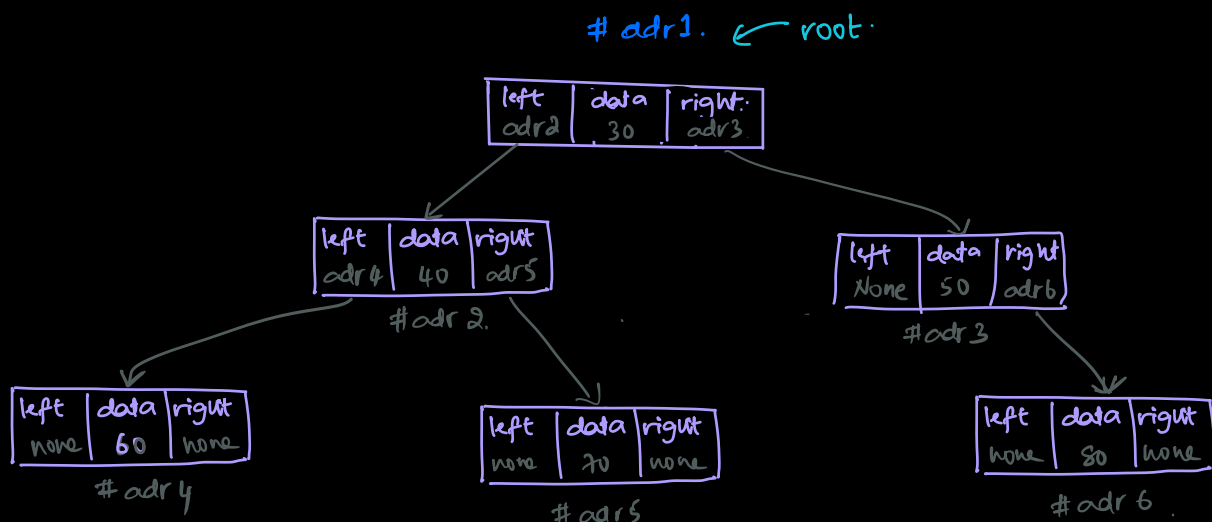 # adr1. root.
left data right.
adr2 30 adr3.
left data right
adr4 40 adr5
# adr 2.
left data right
None 50 adr6
# adr 3
left data right
none 60 none
# adr 4
left data right
none 70 none
# adr 5
left data right
none 80 none
# adr 6